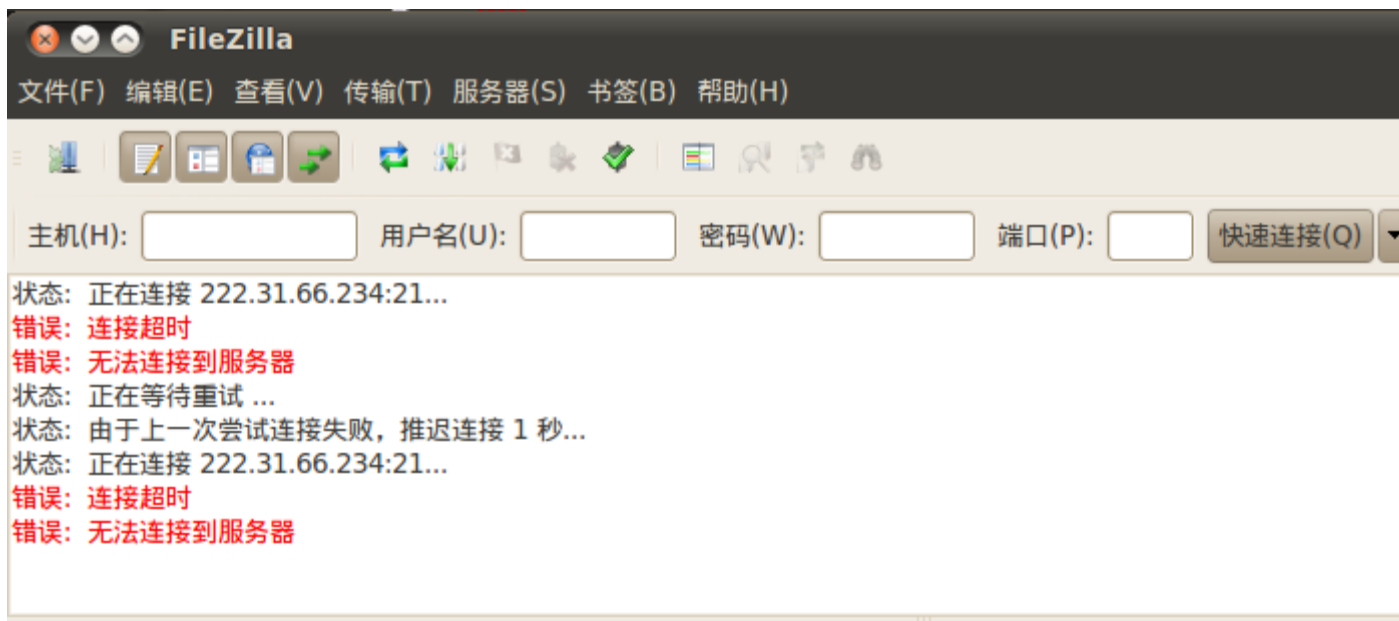 FileZilla
文件(F) 编辑(E) 查看(V) 传输(T) 服务器(S) 书签(B) 帮助(H)
主机(H): 用户名(U): 密码(W): 端口(P): 快速连接(Q)
状态: 正在连接 222.31.66.234:21...
错误: 连接超时
错误: 无法连接到服务器
状态: 正在等待重试 ...
状态: 由于上一次尝试连接失败，推迟连接 1 秒...
状态: 正在连接 222.31.66.234:21...
错误: 连接超时
错误: 无法连接到服务器